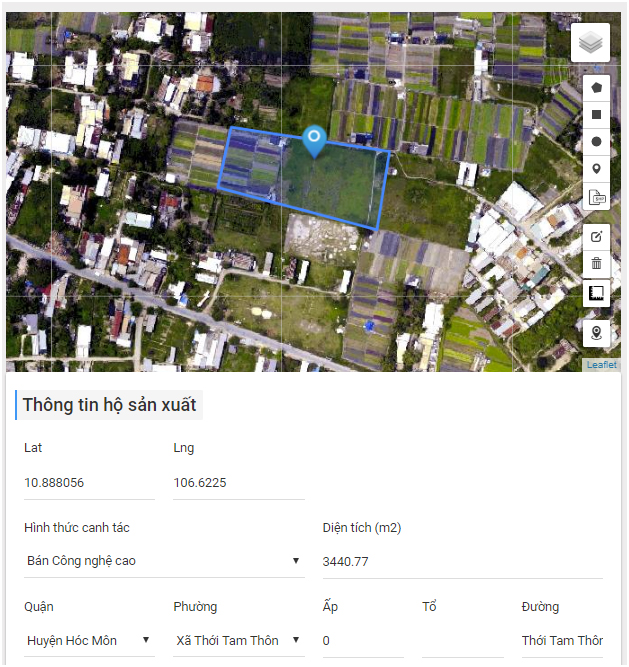 Leaflet
Thông tin hộ sản xuất
Lat Lng
10.888056 106.6225
Hình thức canh tác Diện tích (m2)
Bán Công nghệ cao 3440.77
Quận Phường Ấp Tổ Đường
Huyện Hóc Môn Xã Thới Tam Thôn 0 Thới Tam Thôn